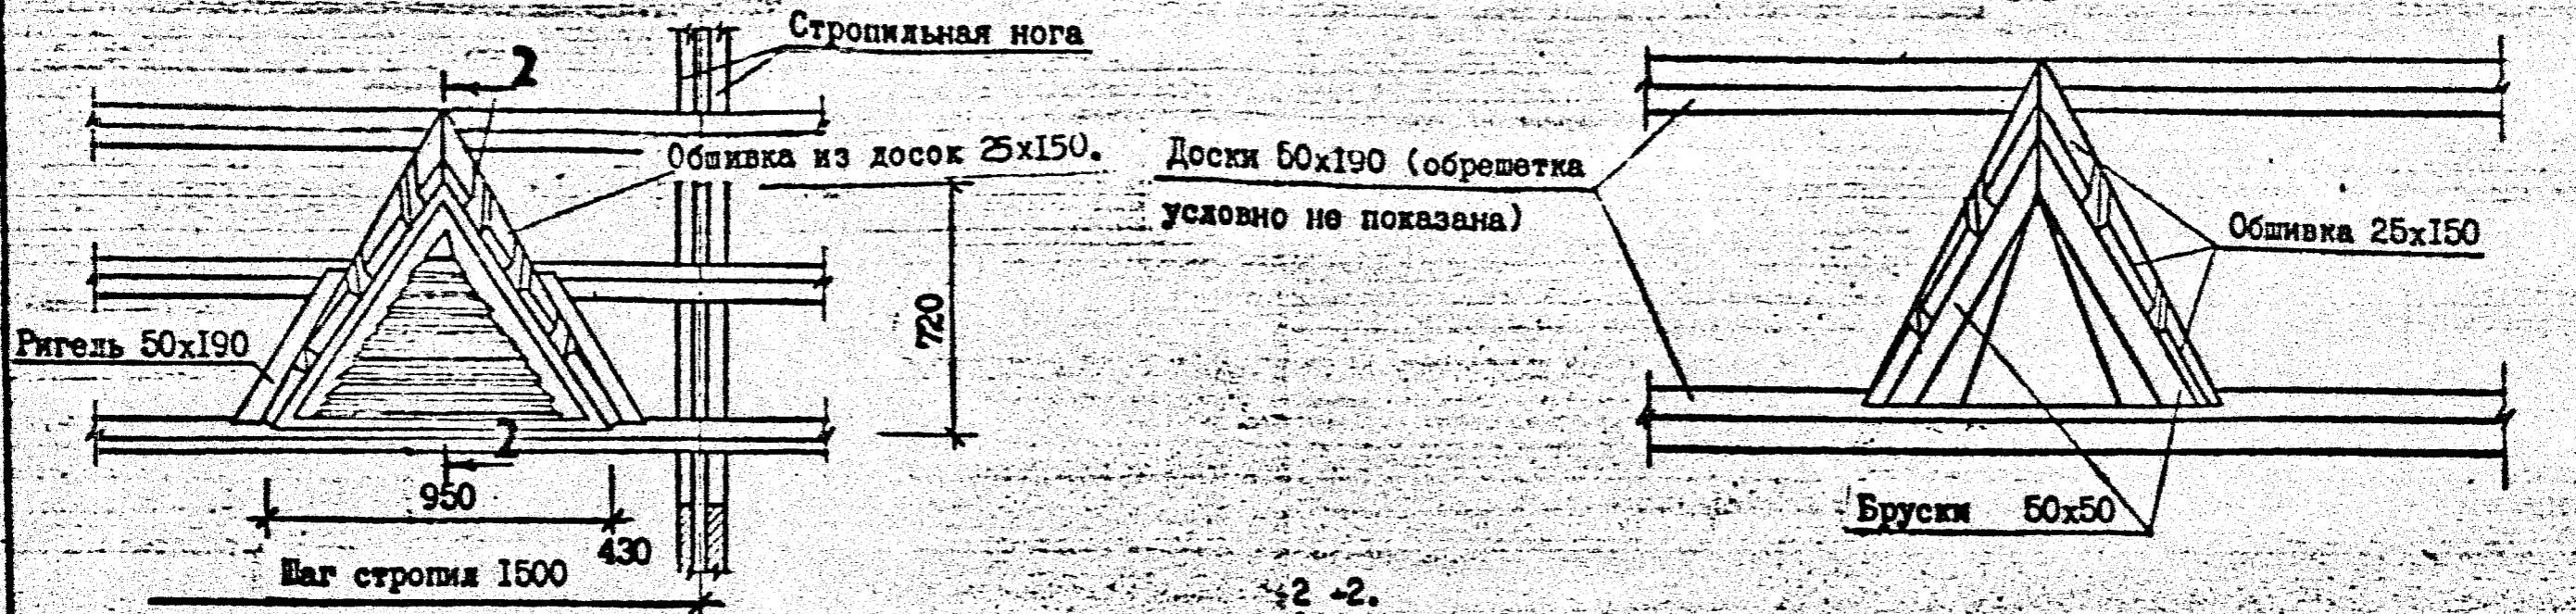 Стропильная нога
2
Обшивка из досок 25х150.
Доски 50х190 (обрешетка
условно не показана)
Обшивка 25х150
720
Ригель 50х190
2
950
Бруски 50х50
430
Шаг стропил 1500
2-2.